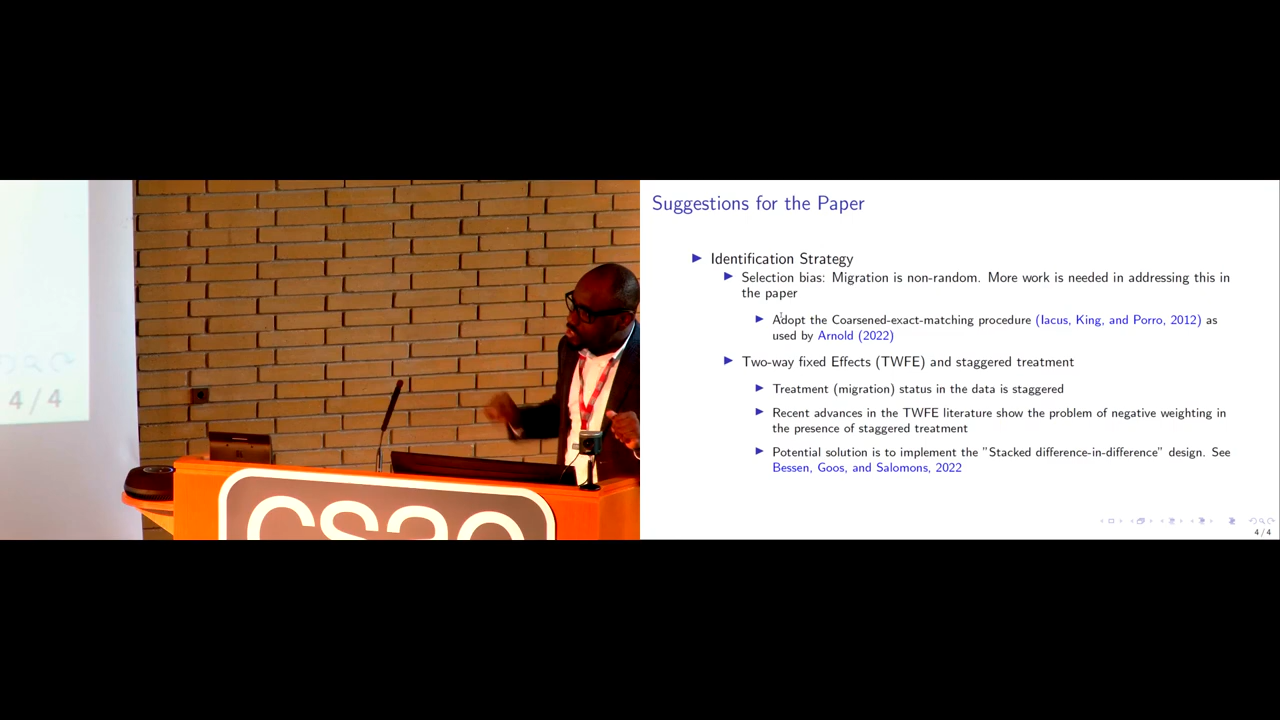 4 / 4
csae
Suggestions for the Paper
Identification Strategy
Selection bias: Migration is non-random. More work is needed in addressing this in
the paper
Adopt the Coarsened-exact-matching procedure (Iacus, King, and Porro, 2012) as
used by Arnold (2022)
Two-way fixed Effects (TWFE) and staggered treatment
Treatment (migration) status in the data is staggered
Recent advances in the TWFE literature show the problem of negative weighting in
the presence of staggered treatment
Potential solution is to implement the "Stacked difference-in-difference" design. See
Bessen, Goos, and Salomons, 2022
4 / 4